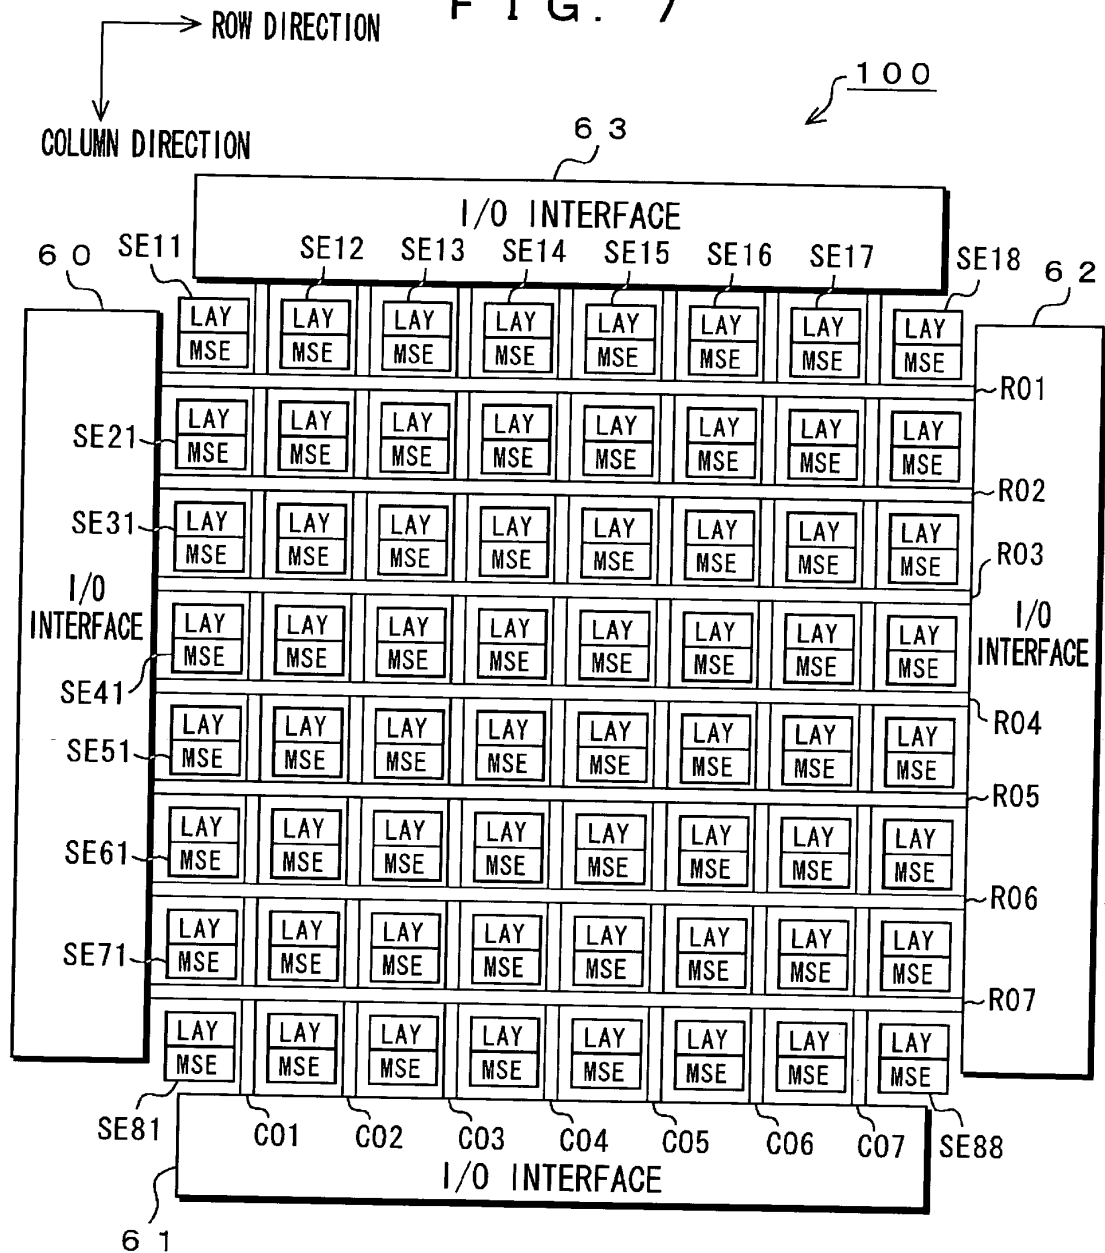 FIG. 7
ROW DIRECTION
COLUMN DIRECTION
100
63
I/O INTERFACE
SE11 SE12 SE13 SE14 SE15 SE16 SE17 SE18
60
62
LAY LAY LAY LAY LAY LAY LAY LAY
MSE MSE MSE MSE MSE MSE MSE MSE
R01
LAY LAY LAY LAY LAY LAY LAY LAY
SE21 MSE MSE MSE MSE MSE MSE MSE MSE
R02
SE31 LAY LAY LAY LAY LAY LAY LAY LAY
MSE MSE MSE MSE MSE MSE MSE MSE
R03
I/O
INTERFACE
I/O
INTERFACE
LAY LAY LAY LAY LAY LAY LAY LAY
MSE MSE MSE MSE MSE MSE MSE MSE
SE41
R04
LAY LAY LAY LAY LAY LAY LAY LAY
SE51 MSE MSE MSE MSE MSE MSE MSE MSE
R05
LAY LAY LAY LAY LAY LAY LAY LAY
SE61 MSE MSE MSE MSE MSE MSE MSE MSE
R06
LAY LAY LAY LAY LAY LAY LAY LAY
SE71 MSE MSE MSE MSE MSE MSE MSE MSE
R07
LAY LAY LAY LAY LAY LAY LAY LAY
MSE MSE MSE MSE MSE MSE MSE MSE
SE81 C01 C02 C03 C04 C05 C06 C07 SE88
I/O INTERFACE
61